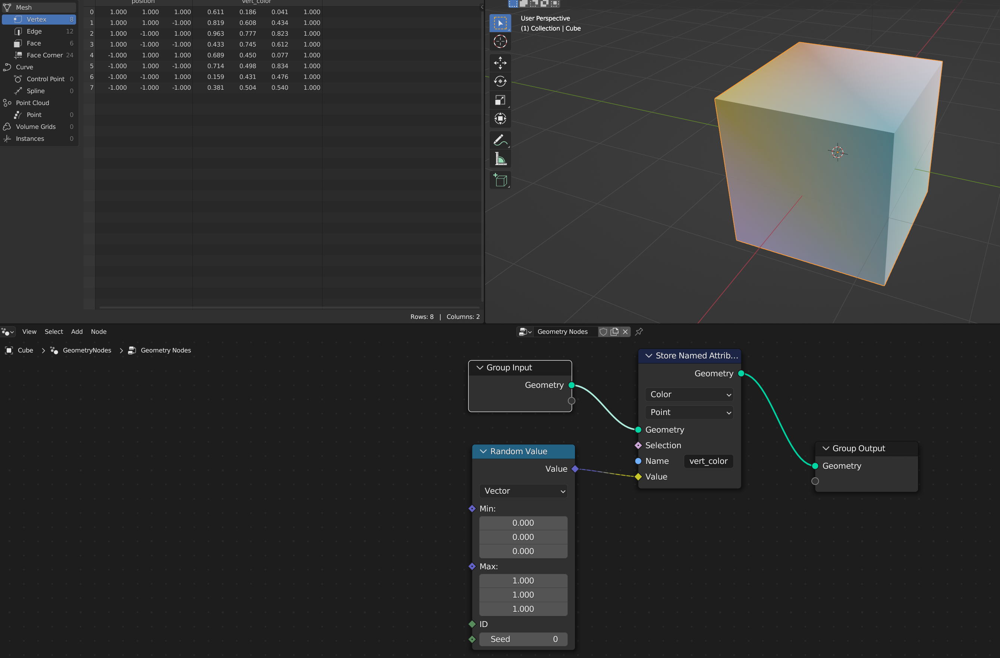 position vert_color
Mesh
Vertex 8
Edge 12
Face 6
Face Corner 24
Curve
Control Point 0
Spline 0
Point Cloud
Point 0
Volume Grids 0
Instances 0
0 1.000 1.000 1.000 0.611 0.186 0.041 1.000
1 1.000 1.000 -1.000 0.819 0.608 0.434 1.000
2 1.000 -1.000 1.000 0.963 0.777 0.823 1.000
3 1.000 -1.000 -1.000 0.433 0.745 0.612 1.000
4 -1.000 1.000 1.000 0.689 0.450 0.077 1.000
5 -1.000 1.000 -1.000 0.714 0.498 0.834 1.000
6 -1.000 -1.000 1.000 0.159 0.431 0.476 1.000
7 -1.000 -1.000 -1.000 0.381 0.504 0.540 1.000
Rows: 8 | Columns: 2
User Perspective
(1) Collection | Cube
View Select Add Node
Geometry Nodes
Cube > GeometryNodes > Geometry Nodes
Group Input
Geometry
Random Value
Value
Vector
Min:
0.000
0.000
0.000
Max:
1.000
1.000
1.000
ID
Seed 0
Store Named Attrib...
Geometry
Color
Point
Geometry
Selection
Name vert_color
Value
Group Output
Geometry